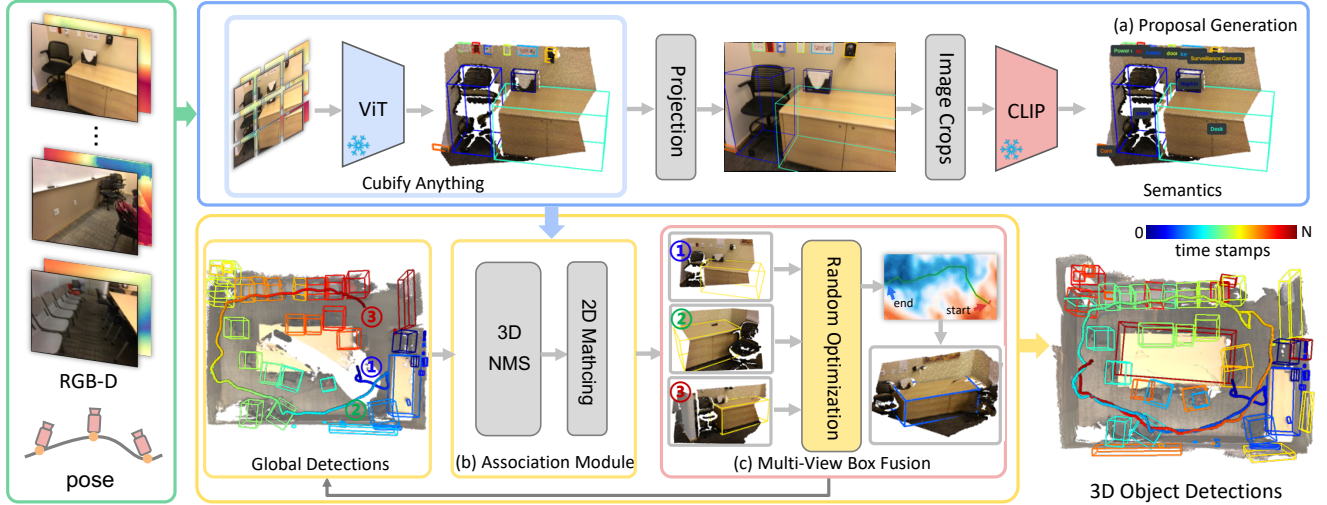 (a) Proposal Generation
ViT
Cubify Anything
Projection
Image Crops
CLIP
Surveillance Camera
Desk
Semantics
RGB-D
pose
3
1
2
Global Detections
3D
NMS
2D Mathcing
(b) Association Module
1
2
3
Random Optimization
end
start
(c) Multi-View Box Fusion
0
N
time stamps
3D Object Detections